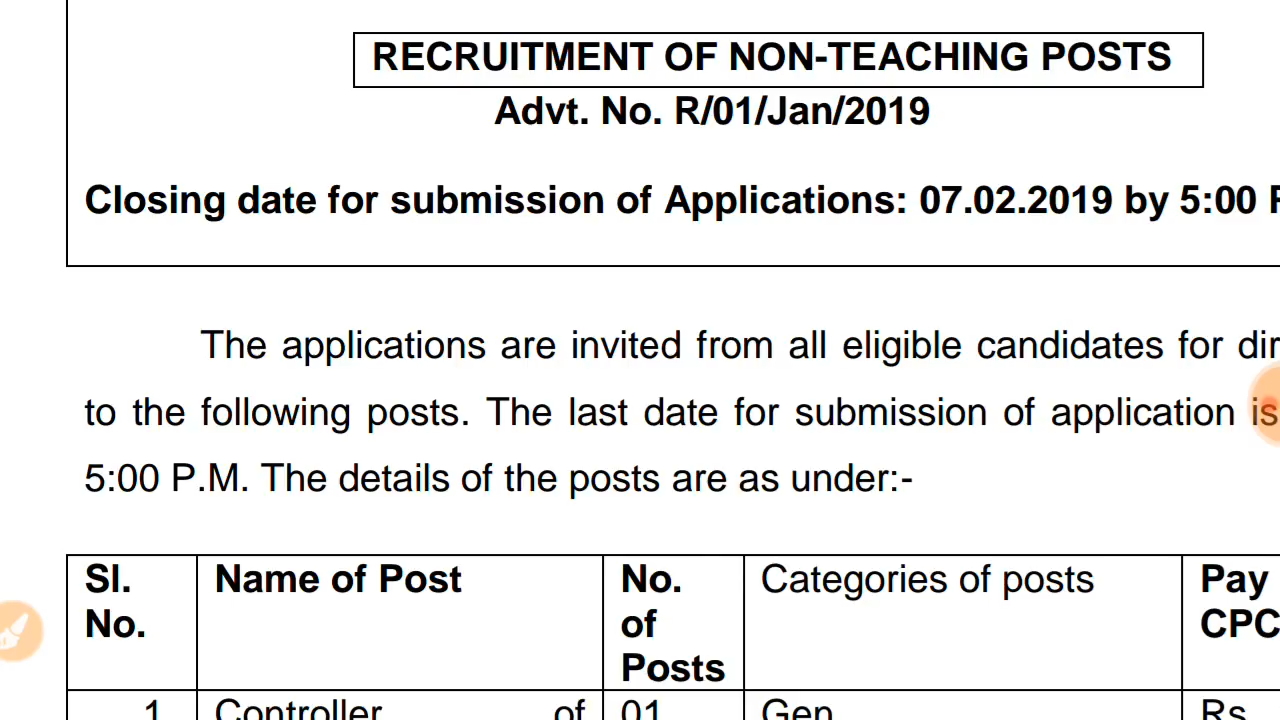 RECRUITMENT OF NON-TEACHING POSTS
Advt. No. R/01/Jan/2019
Closing date for submission of Applications: 07.02.2019 by 5:00
The applications are invited from all eligible candidates for
to the following posts. The last date for submission of application is
5:00 P.M. The details of the posts are as under:-
Sl. No. Name of Post No. of Posts Categories of posts Pay CPC
1 Controller of 01 Gen Rs